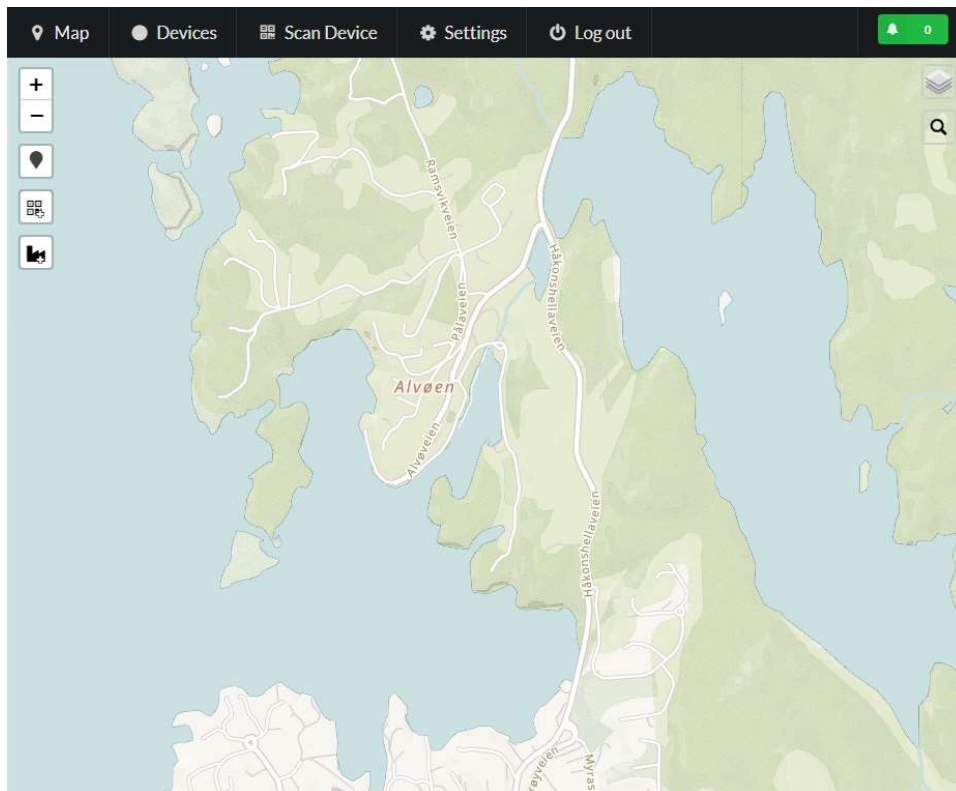 Map
Devices
Scan Device
Settings
Log out
0
+
−
Ramsvikveien
Håkonshellaveien
Pålaveien
Alvøen
Alvøveien
Håkonshellaveien